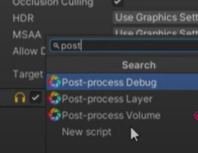 Occlusion Culling
HDR Use Graphics Sett
MSAA Use Graphics Sett
Allow D
post
Search
Target
Post-process Debug
Post-process Layer
Post-process Volume
New script